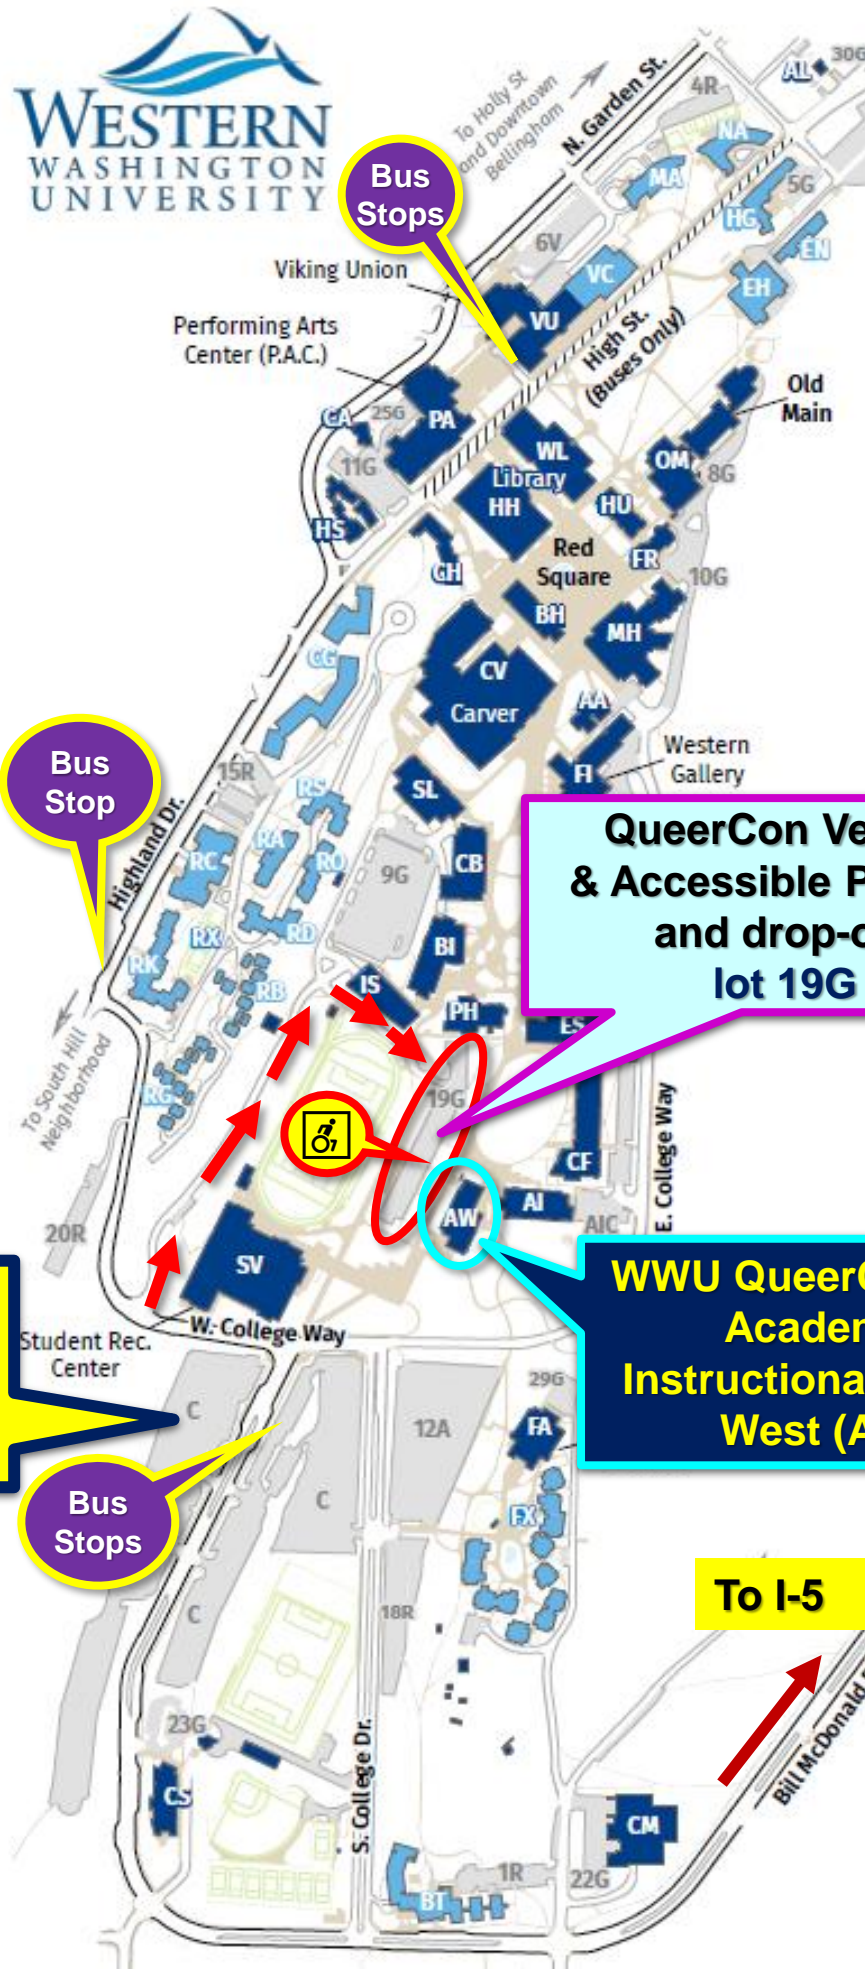 WESTERN
WASHINGTON
UNIVERSITY
To Holly St
and Downtown
Bellingham
N. Garden St.
AL
30G
4R
NA
MA
5G
HG
EN
6V
VC
EH
Bus
Stops
Viking Union
VU
High St.
(Buses Only)
Performing Arts
Center (P.A.C.)
Old
Main
CA
25G
PA
11G
WL
Library
HH
OM
8G
HU
HS
Red
Square
FR
10G
GH
BH
MH
CG
CV
Carver
AA
Western
Gallery
FI
Bus
Stop
15R
RS
SL
Highland Dr.
RA
RC
RO
9G
CB
QueerCon Ve
& Accessible P
and drop-o
lot 19G
RX
RD
BI
RK
RB
IS
PH
ES
To South Hill
Neighborhood
RG
19G
E. College Way
CF
AI
AW
AIC
20R
SV
WWU QueerC
Academ
Instructiona
West (A
Student Rec.
Center
W. College Way
C
12A
29G
FA
C
Bus
Stops
FX
C
18R
To I-5
23G
S. College Dr.
CS
Bill McDonald
CM
1R
22G
BT